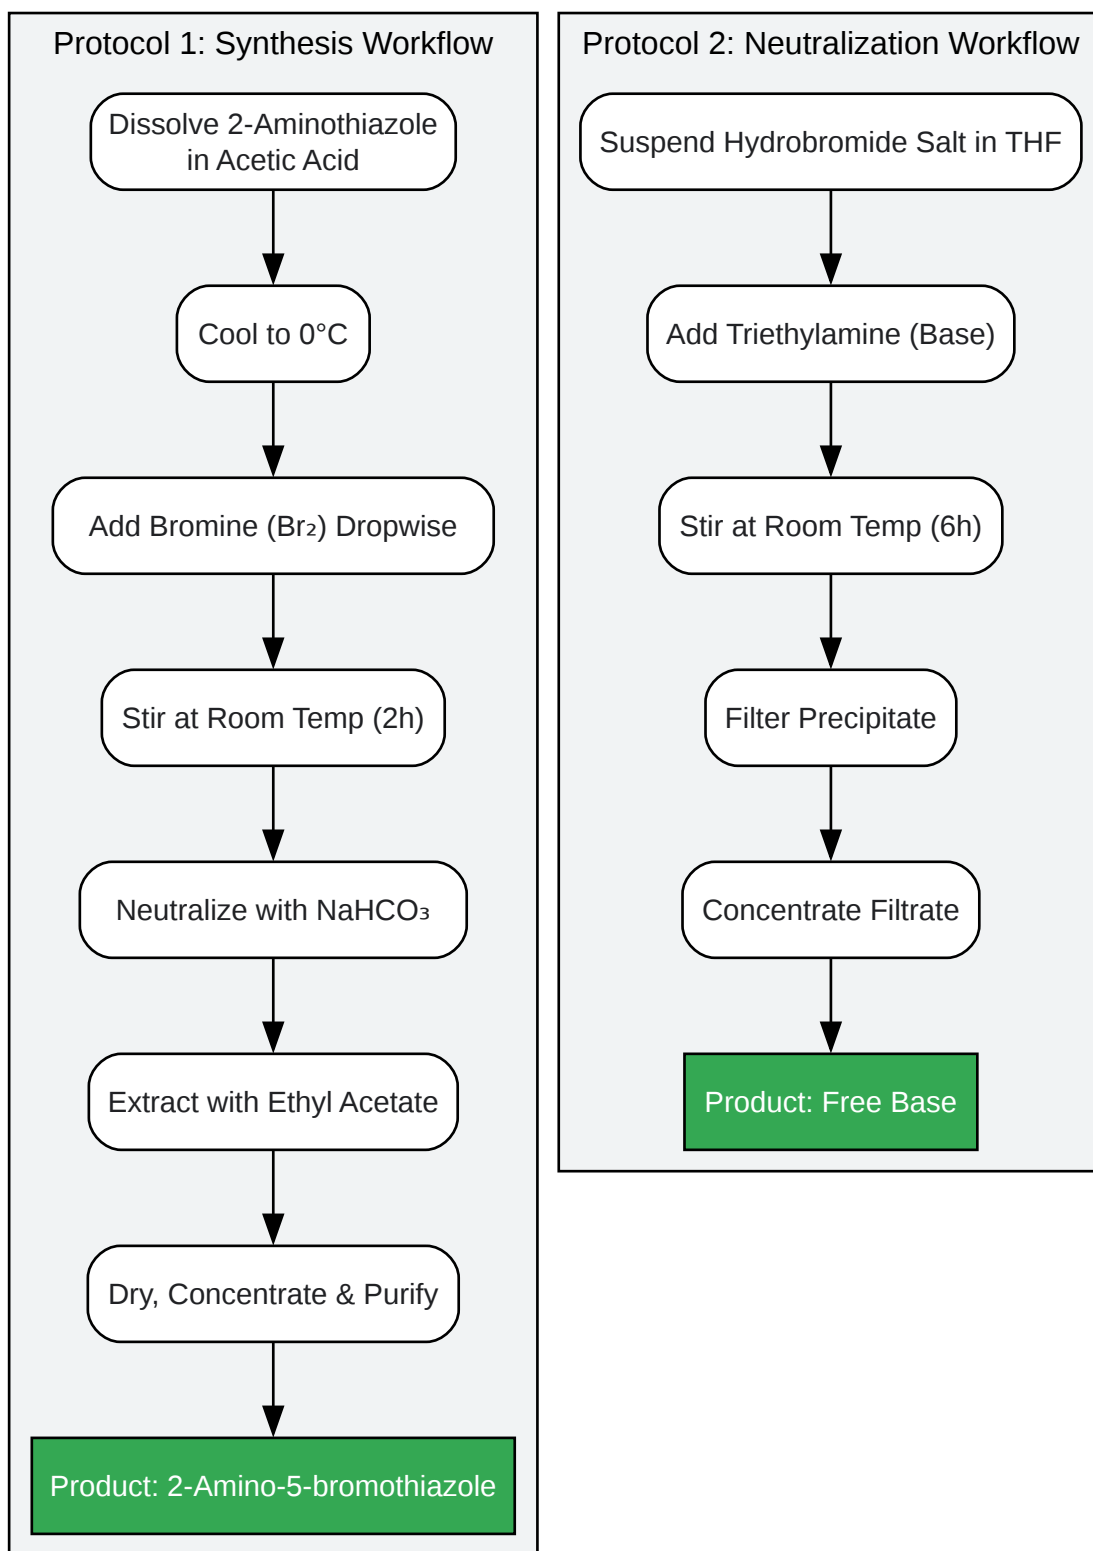 Protocol 1: Synthesis Workflow
Dissolve 2-Aminothiazole
in Acetic Acid
Cool to 0°C
Add Bromine (Br₂) Dropwise
Stir at Room Temp (2h)
Neutralize with NaHCO₃
Extract with Ethyl Acetate
Dry, Concentrate & Purify
Product: 2-Amino-5-bromothiazole
Protocol 2: Neutralization Workflow
Suspend Hydrobromide Salt in THF
Add Triethylamine (Base)
Stir at Room Temp (6h)
Filter Precipitate
Concentrate Filtrate
Product: Free Base